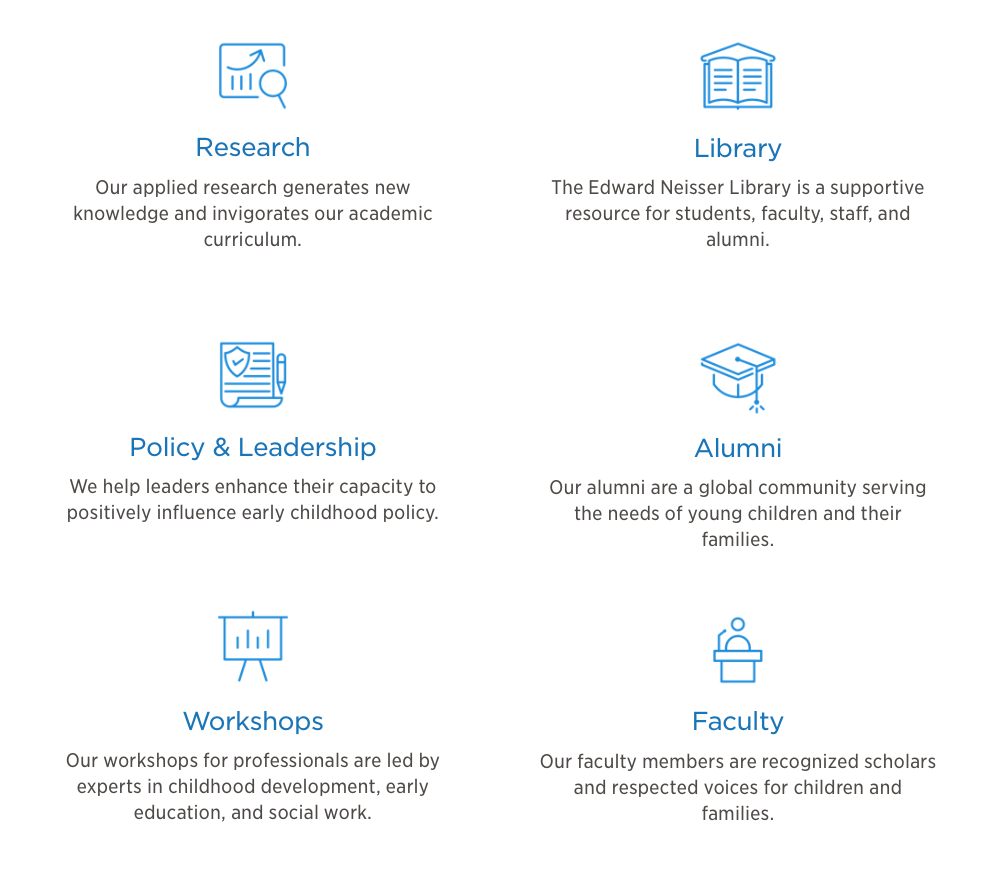 Research
Our applied research generates new
knowledge and invigorates our academic
curriculum.
Library
The Edward Neisser Library is a supportive
resource for students, faculty, staff, and
alumni.
Policy & Leadership
We help leaders enhance their capacity to
positively influence early childhood policy.
Alumni
Our alumni are a global community serving
the needs of young children and their
families.
Workshops
Our workshops for professionals are led by
experts in childhood development, early
education, and social work.
Faculty
Our faculty members are recognized scholars
and respected voices for children and
families.